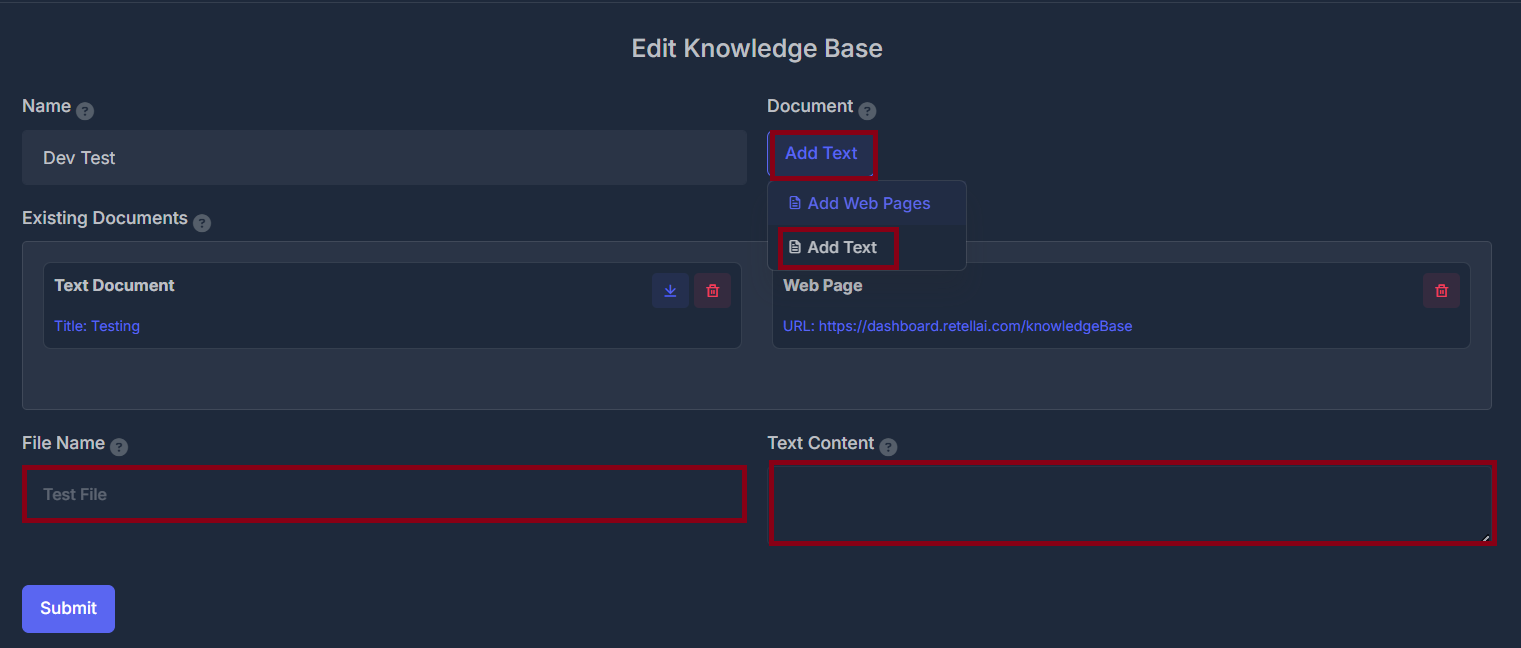 Edit Knowledge Base
Name ?
Document ?
Dev Test
Add Text
Add Web Pages
Add Text
Existing Documents ?
Text Document
Title: Testing
Web Page
URL: https://dashboard.retellai.com/knowledgeBase
File Name ?
Text Content ?
Test File
Submit